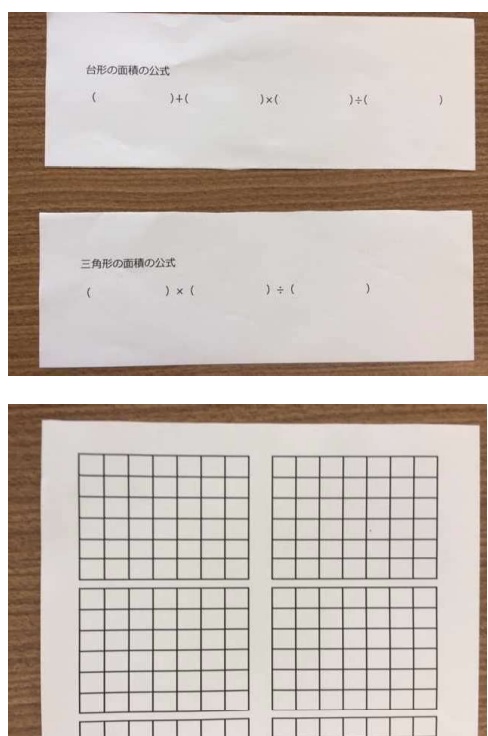 台形の面積の公式
(　　　　　)+(　　　　　)×(　　　　　)÷(　　　　　)
三角形の面積の公式
(　　　　　) × (　　　　　) ÷ (　　　　　)